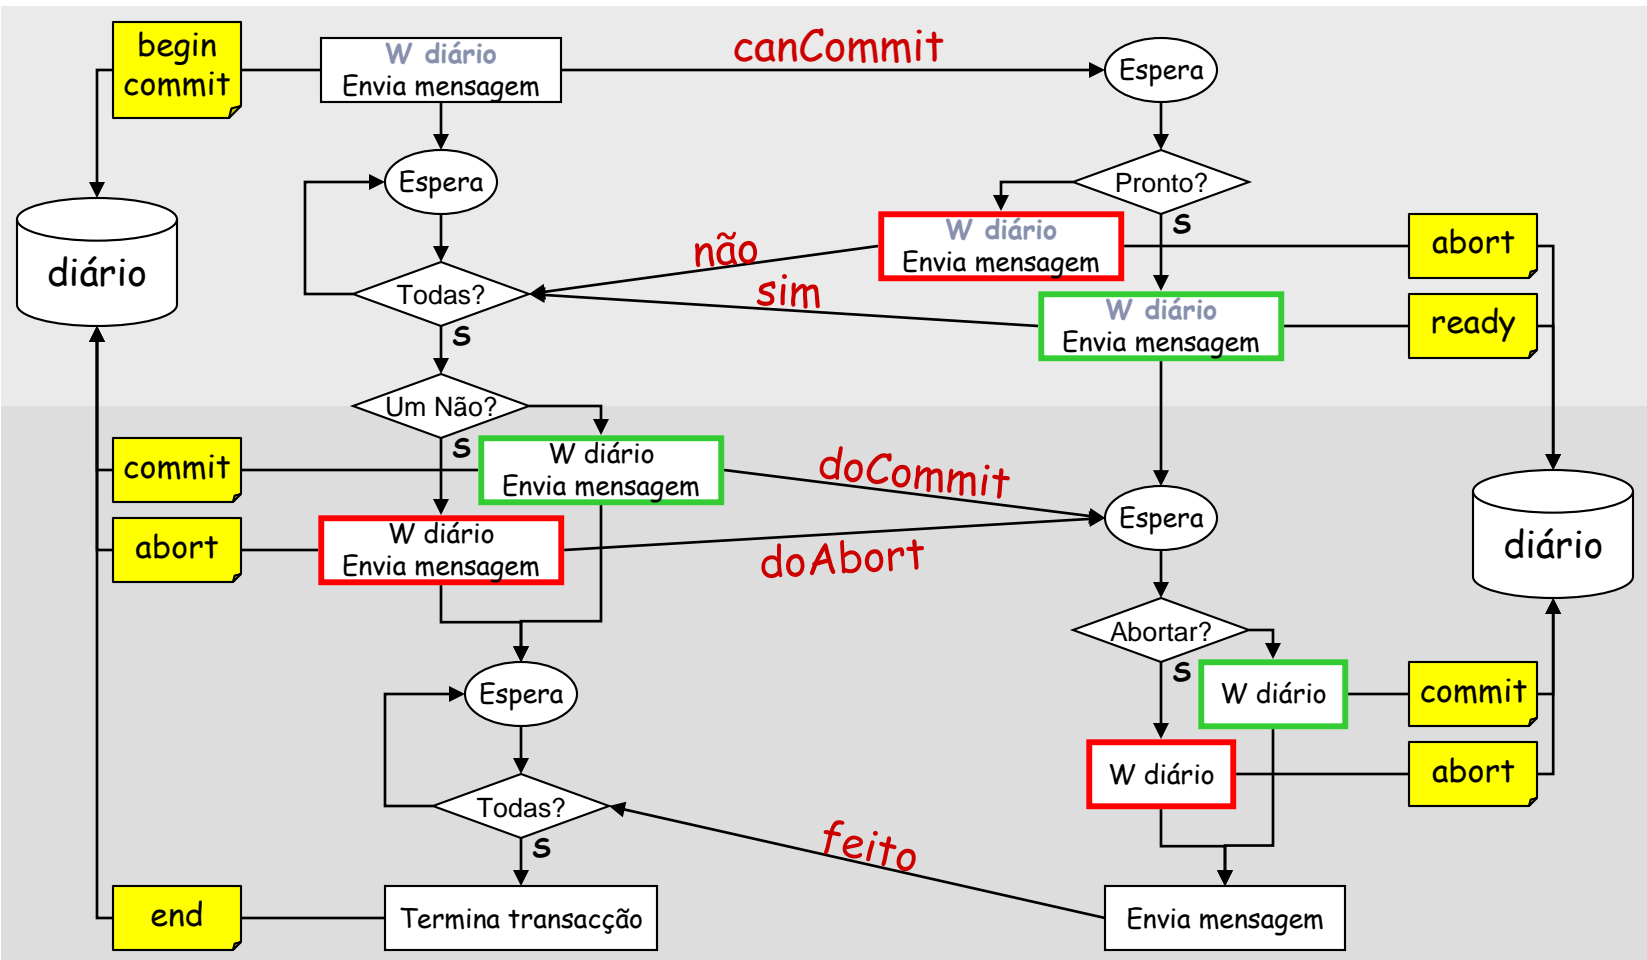 begin
commit
W diário
Envia mensagem
canCommit
Espera
Espera
Pronto?
S
W diário
Envia mensagem
abort
não
diário
Todas?
S
sim
W diário
Envia mensagem
ready
Um Não?
S
commit
W diário
Envia mensagem
doCommit
Espera
abort
W diário
Envia mensagem
doAbort
diário
Abortar?
S
Espera
W diário
commit
W diário
abort
Todas?
S
feito
end
Termina transacção
Envia mensagem